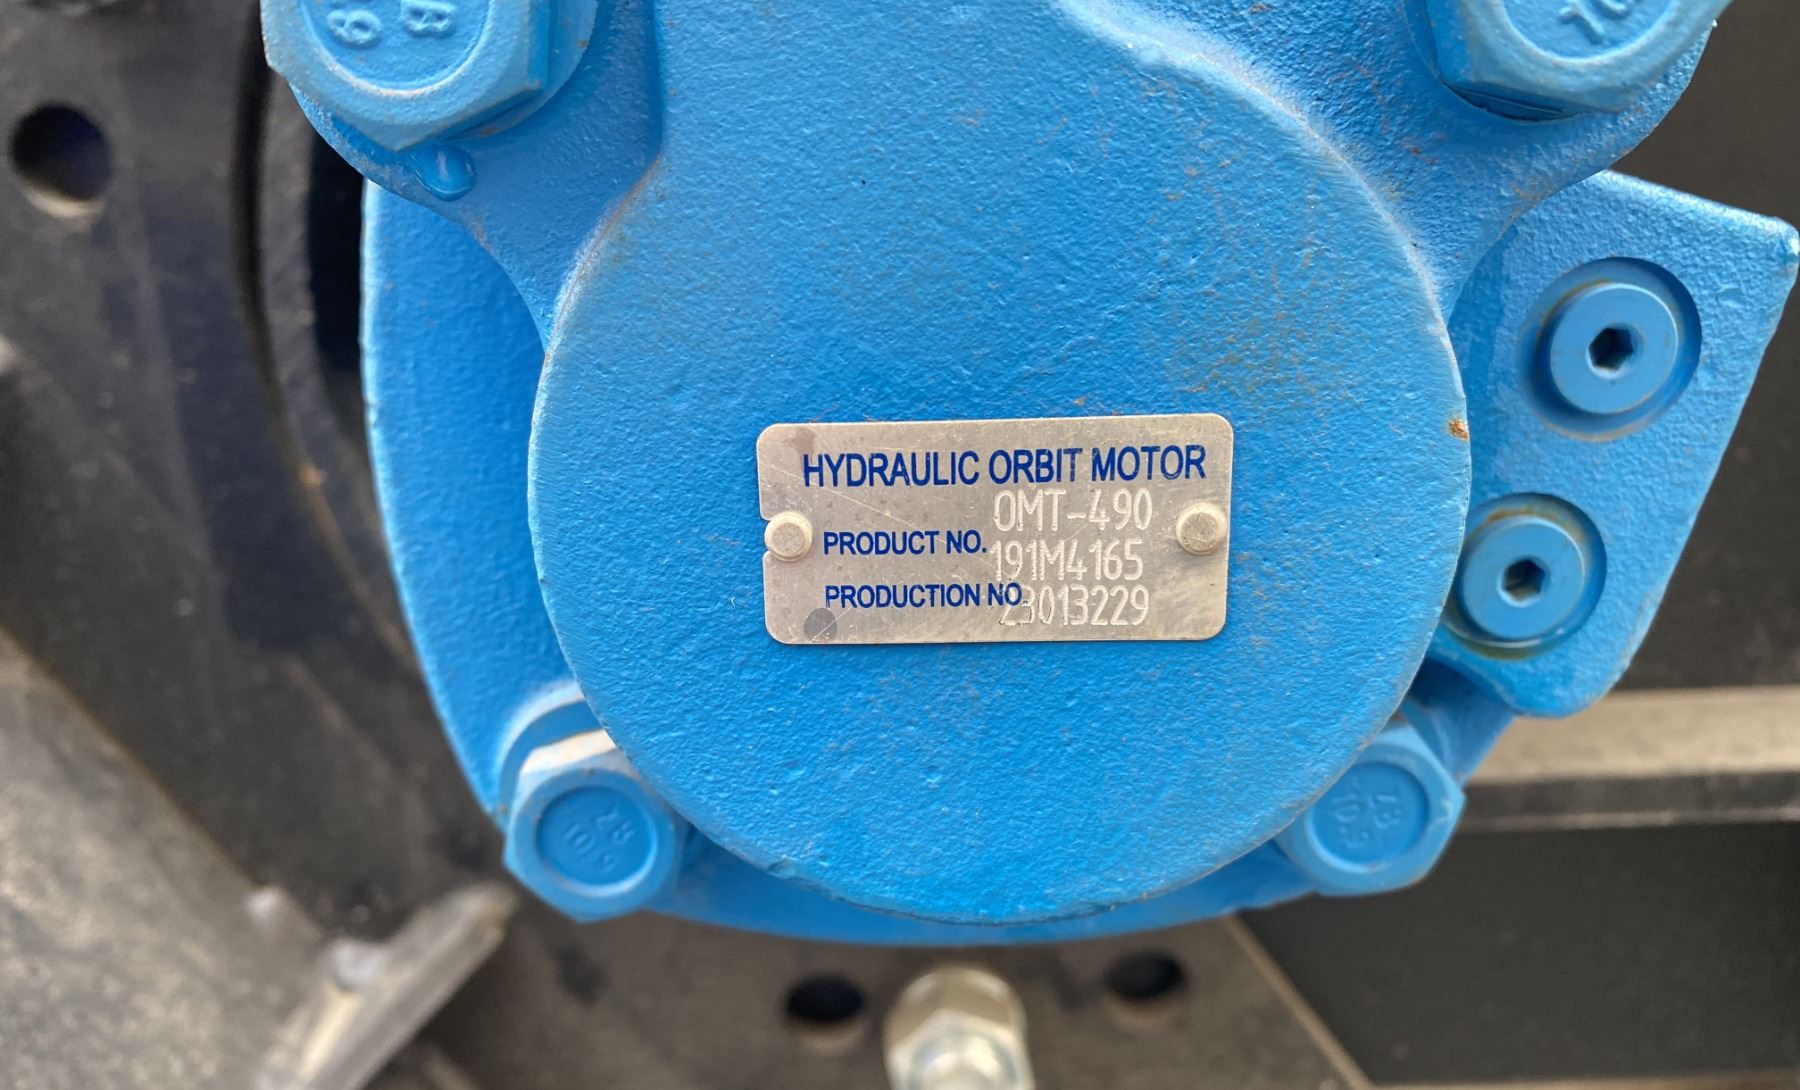 HYDRAULIC ORBIT MOTOR
OMT-490
PRODUCT NO. 191M4165
PRODUCTION NO. 23013229